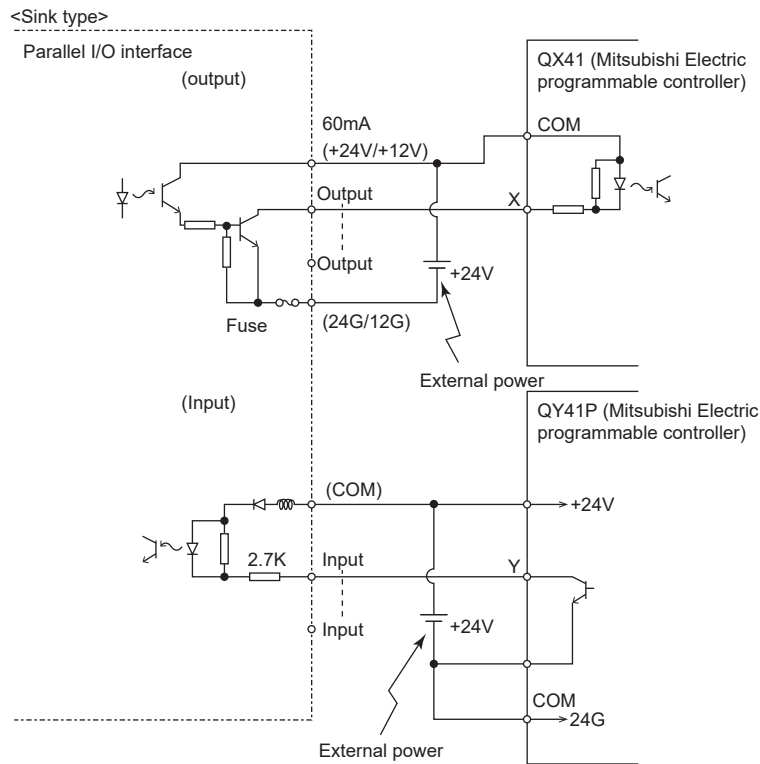 <Sink type>
Parallel I/O interface
(output)
QX41 (Mitsubishi Electric
programmable controller)
60mA
(+24V/+12V)
COM
Output
X
Output
+24V
Fuse
(24G/12G)
External power
(Input)
QY41P (Mitsubishi Electric
programmable controller)
(COM)
+24V
2.7K
Input
Y
Input
+24V
COM
24G
External power